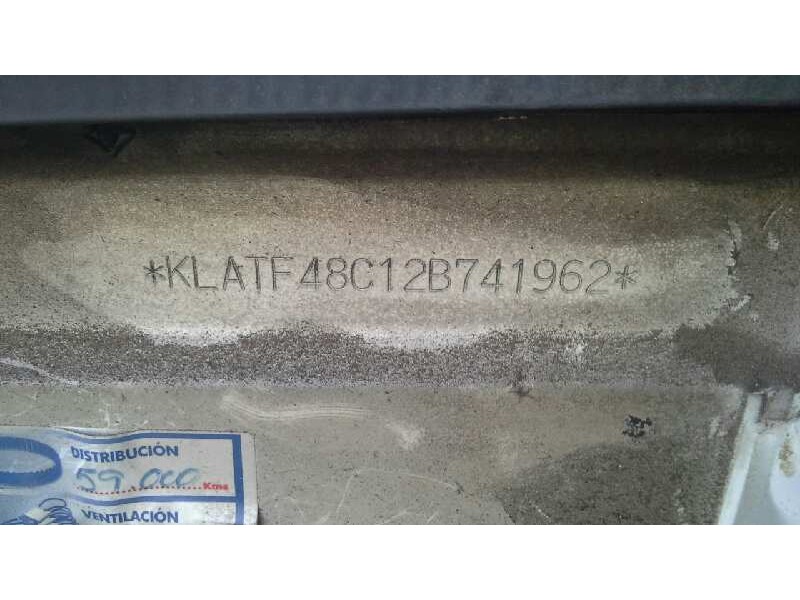 *KLATF48C12B741962*
DISTRIBUCIÓN
59.000 Kms
VENTILACIÓN